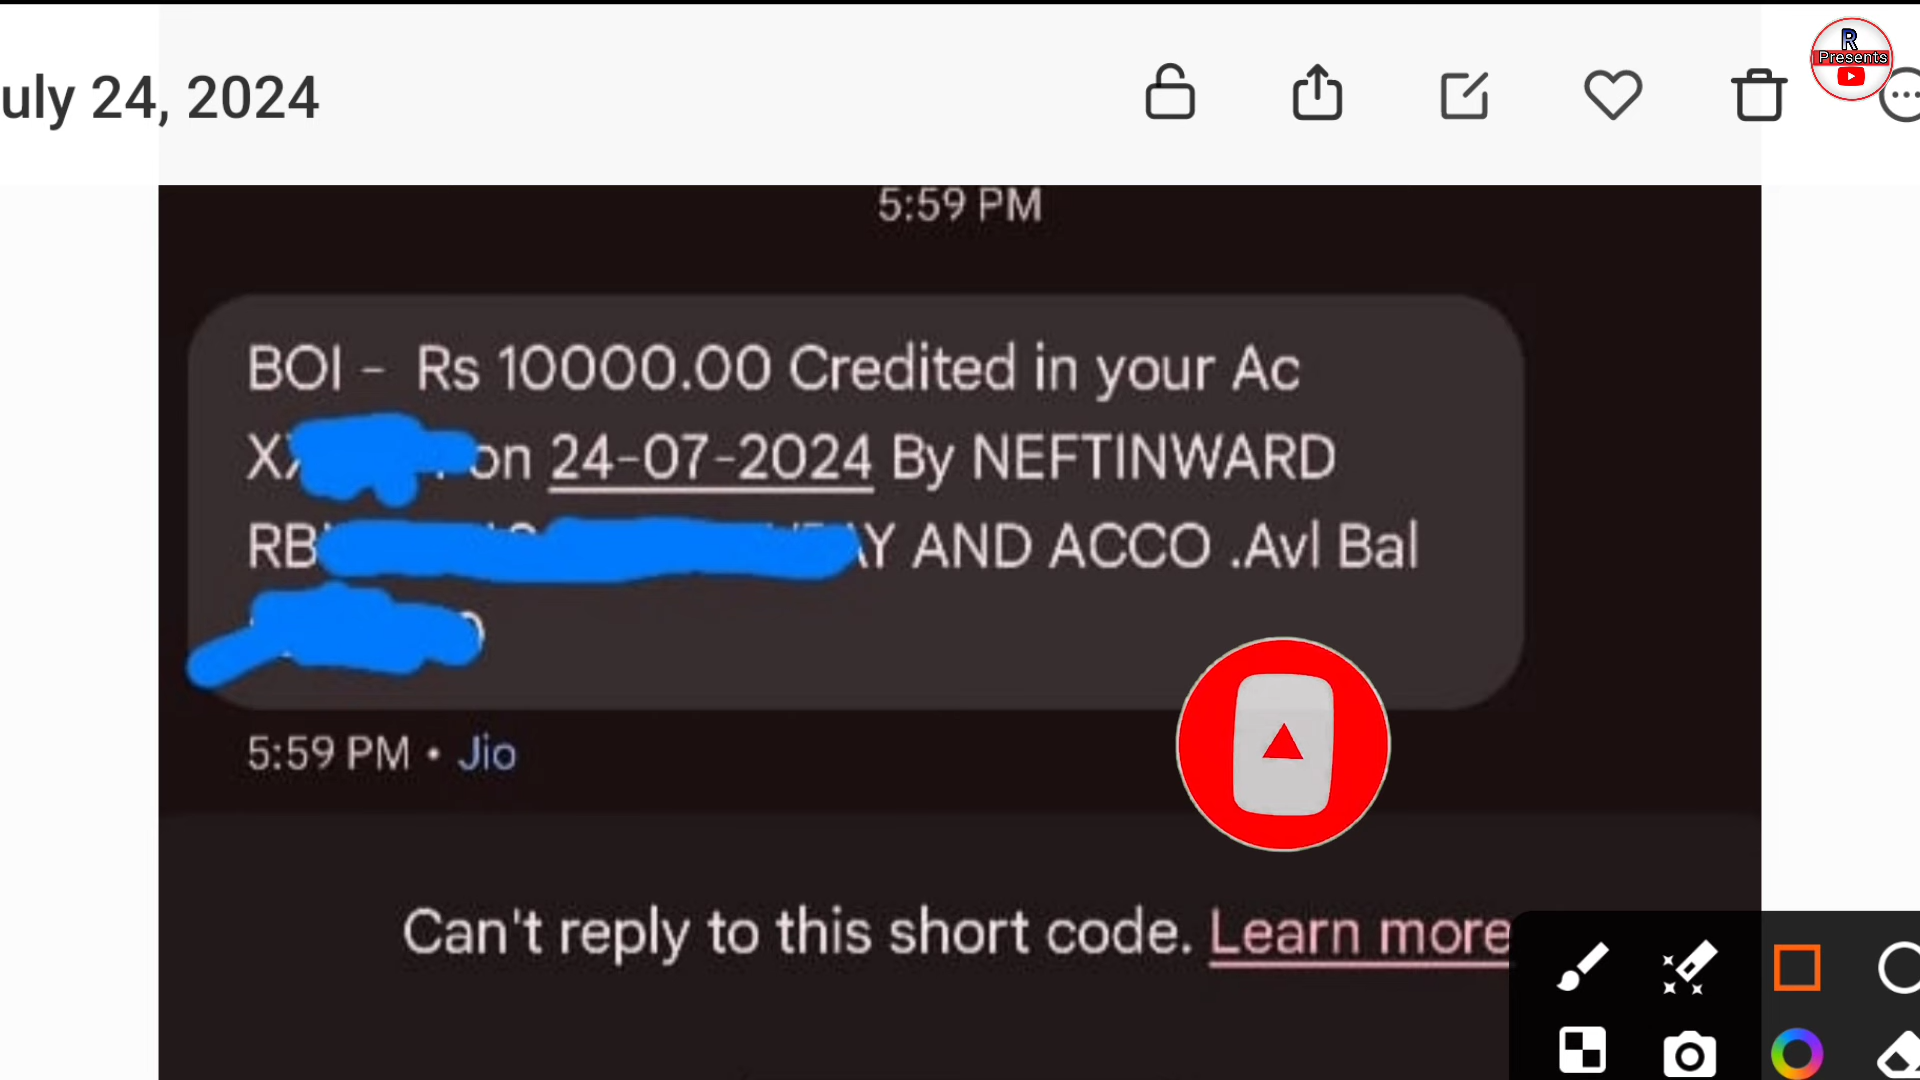 R
Presents
uly 24, 2024
5:59 PM
BOI - Rs 10000.00 Credited in your Ac
on 24-07-2024 By NEFTINWARD
AND ACCO .Avl Bal
5:59 PM • Jio
Can't reply to this short code. Learn more